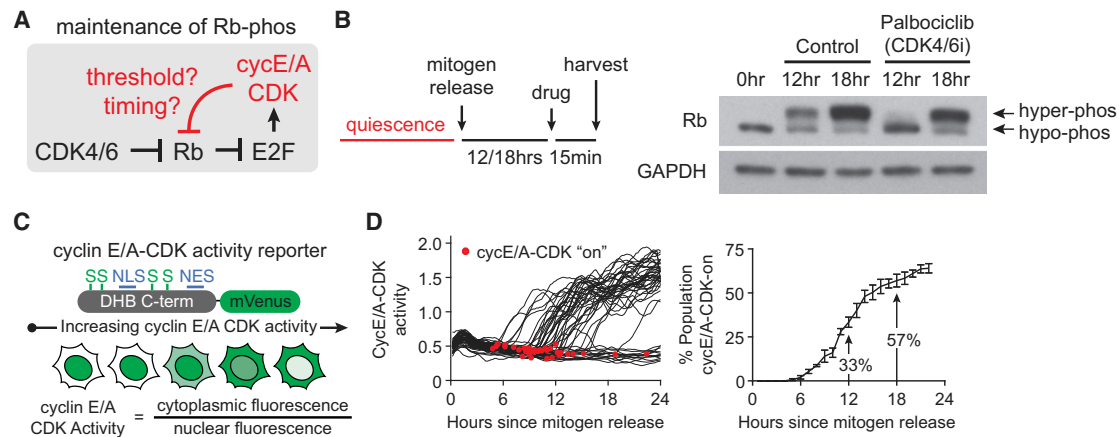 A
maintenance of Rb-phos
threshold?
timing?
cycE/A
CDK
CDK4/6
Rb
E2F
B
mitogen
release
drug
harvest
quiescence
12/18hrs
15min
Control
Palbociclib
(CDK4/6i)
0hr
12hr
18hr
12hr
18hr
Rb
hyper-phos
hypo-phos
GAPDH
C
cyclin E/A-CDK activity reporter
SS NLS S S NES
DHB C-term
mVenus
Increasing cyclin E/A CDK activity
cyclin E/A
CDK Activity
=
cytoplasmic fluorescence
nuclear fluorescence
D
cycE/A-CDK "on"
CycE/A-CDK
activity
2.0
1.5
1.0
0.5
0
0 6 12 18 24
Hours since mitogen release
% Population
cycE/A-CDK-on
75
50
25
0
33%
57%
0 6 12 18 24
Hours since mitogen release